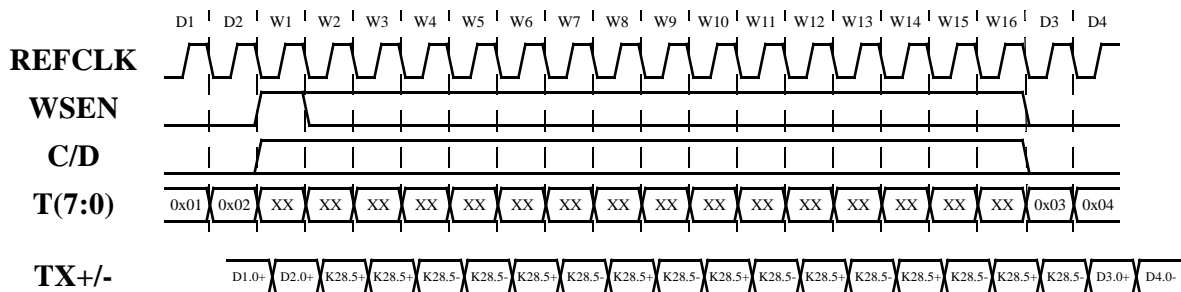 D1 D2 W1 W2 W3 W4 W5 W6 W7 W8 W9 W10 W11 W12 W13 W14 W15 W16 D3 D4
REFCLK
WSEN
C/D
T(7:0) 0x01 0x02 XX XX XX XX XX XX XX XX XX XX XX XX XX XX XX XX 0x03 0x04
TX+/- D1.0+ D2.0+ K28.5+ K28.5+ K28.5- K28.5- K28.5+ K28.5- K28.5+ K28.5- K28.5+ K28.5- K28.5+ K28.5- K28.5+ K28.5- K28.5+ K28.5- D3.0+ D4.0-